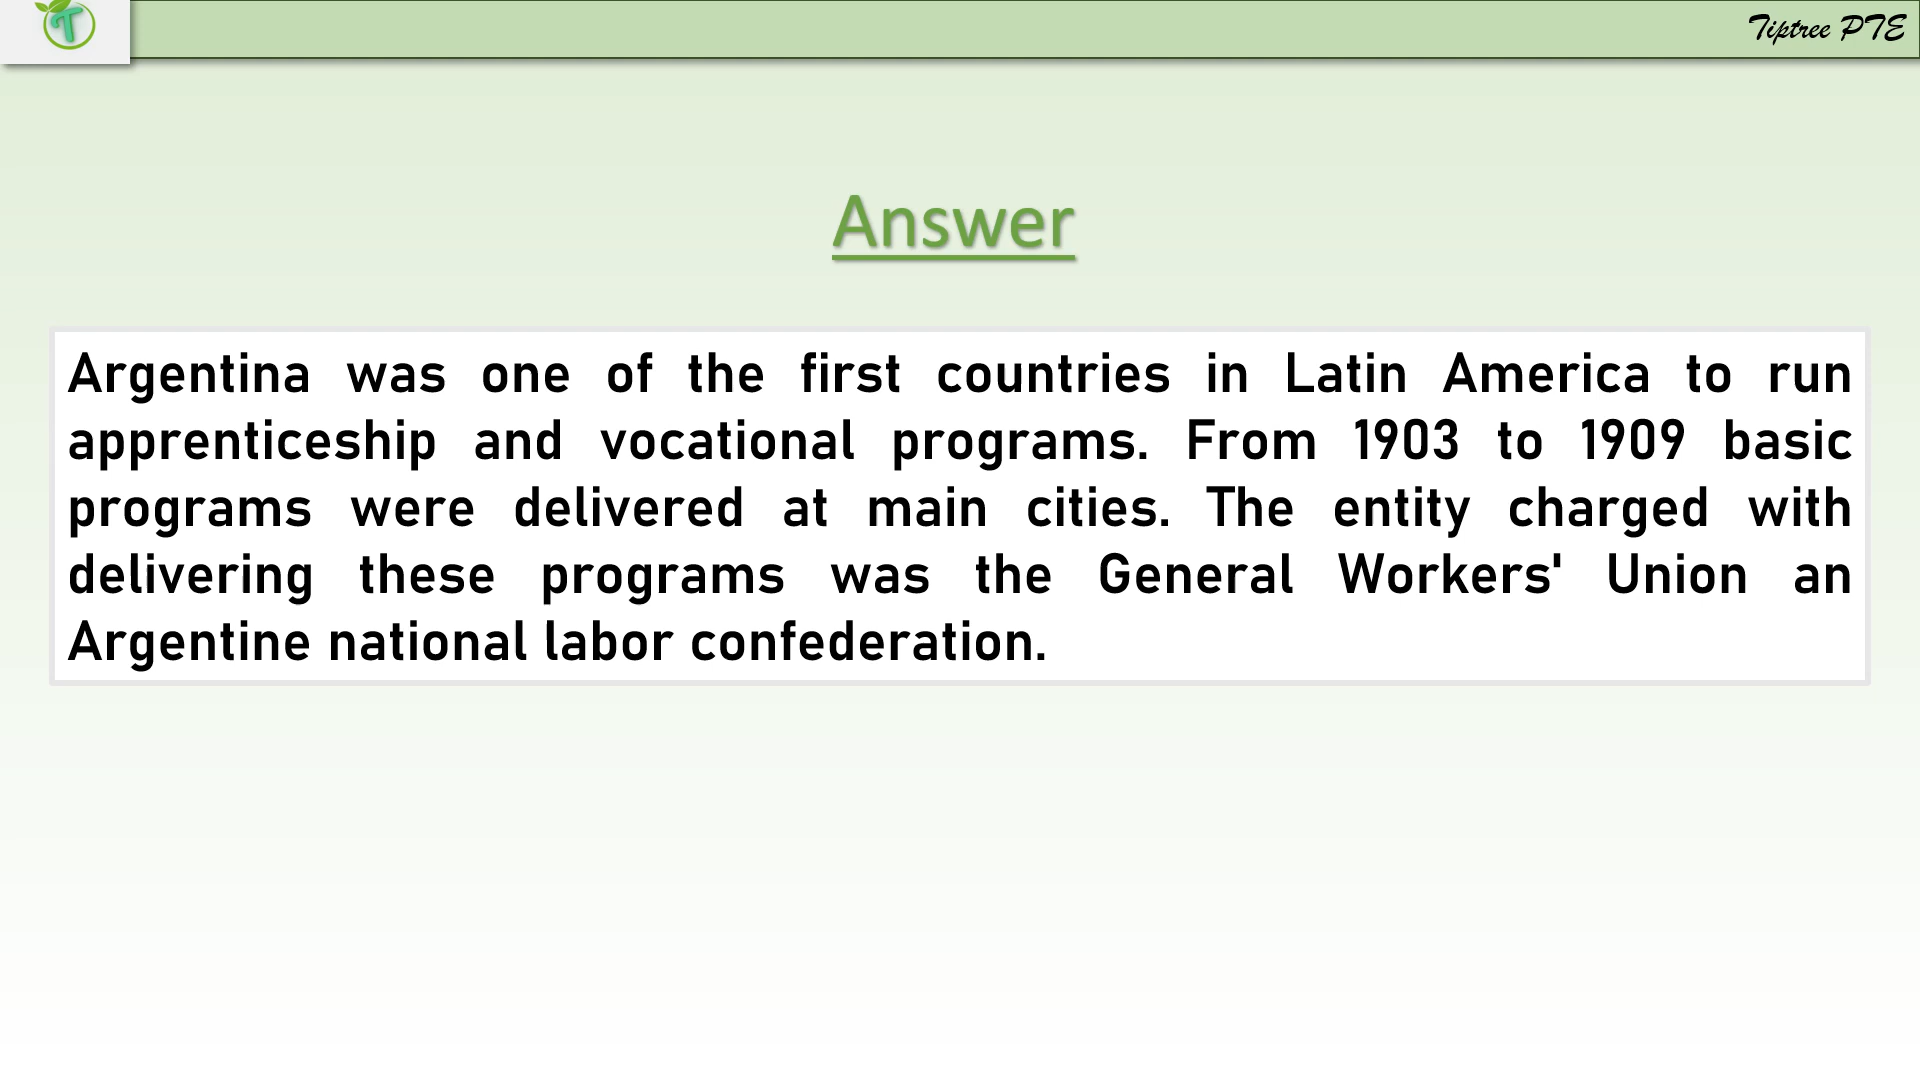 T
Tiptree PTE
Answer
Argentina was one of the first countries in Latin America to run
apprenticeship and vocational programs. From 1903 to 1909 basic
programs were delivered at main cities. The entity charged with
delivering these programs was the General Workers' Union an
Argentine national labor confederation.